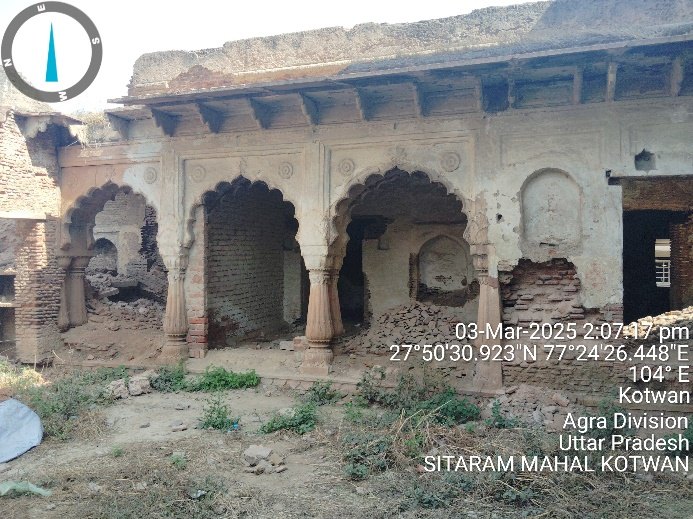 E
S
N
W
03-Mar-2025 2:07:17 pm
27°50'30.923"N 77°24'26.448"E
104° E
Kotwan
Agra Division
Uttar Pradesh
SITARAM MAHAL KOTWAN